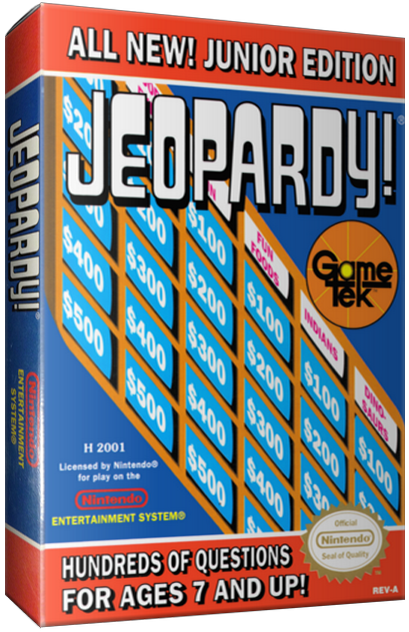 ALL NEW! JUNIOR EDITION
JEOPARDY!®
JEOPARDY!
Nintendo®
ENTERTAINMENT
SYSTEM®
Game
Tek
FUN
FOODS
INDIANS
DINO-
SAURS
$400
$500
$300
$400
$500
$100
$200
$300
$400
$500
$100
$200
$300
$400
$100
$200
$100
H 2001
Licensed by Nintendo®
for play on the
Nintendo
ENTERTAINMENT SYSTEM®
Official
Nintendo
Seal of Quality
HUNDREDS OF QUESTIONS
FOR AGES 7 AND UP!
REV-A